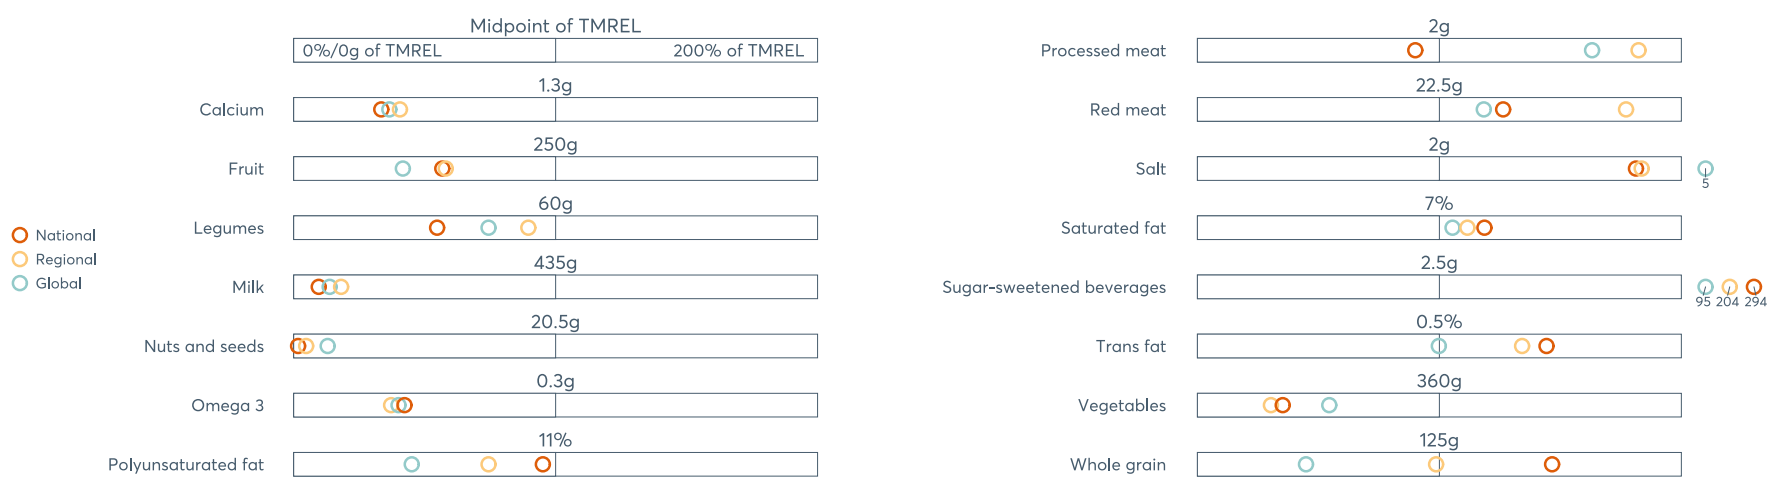 Midpoint of TMREL
0%/0g of TMREL 200% of TMREL
1.3g
Calcium
250g
Fruit
60g
Legumes
435g
Milk
20.5g
Nuts and seeds
0.3g
Omega 3
11%
Polyunsaturated fat
National
Regional
Global
2g
Processed meat
22.5g
Red meat
2g
Salt
5
7%
Saturated fat
2.5g
Sugar-sweetened beverages
95 204 294
0.5%
Trans fat
360g
Vegetables
125g
Whole grain